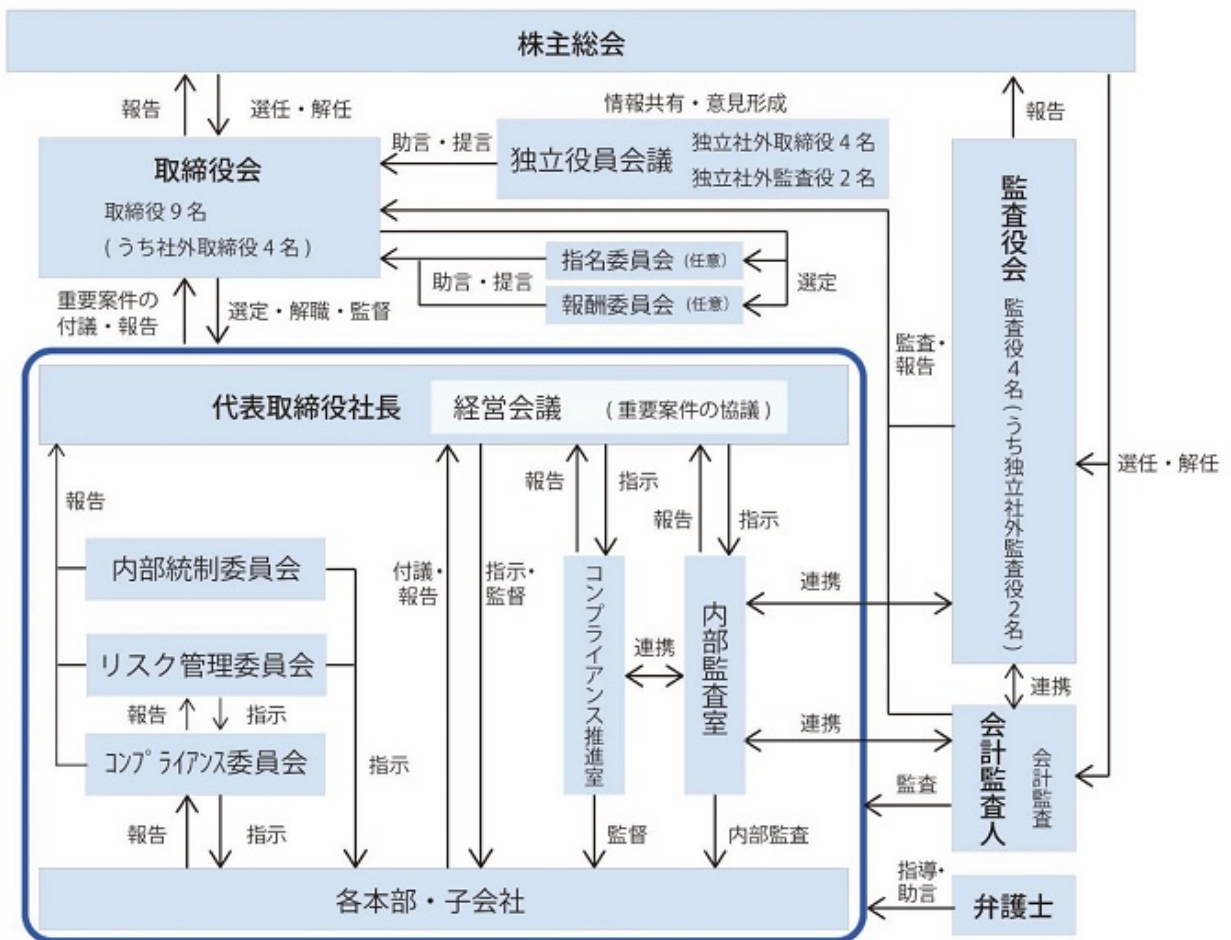 株主総会
報告
選任・解任
情報共有・意見形成
報告
助言・提言
独立役員会議
独立社外取締役4名
独立社外監査役2名
取締役会
取締役9名
(うち社外取締役4名)
指名委員会 (任意)
助言・提言
選定
報酬委員会 (任意)
重要案件の
付議・報告
選定・解職・監督
監査役会
監査役4名(うち独立社外監査役2名)
監査・
報告
選任・解任
代表取締役社長
経営会議
(重要案件の協議)
報告
報告
指示
報告
指示
内部統制委員会
付議・
報告
指示・
監督
コンプライアンス推進室
内部監査室
連携
連携
リスク管理委員会
報告
指示
コンプライアンス委員会
指示
連携
連携
会計監査人
会計監査
監査
報告
指示
監督
内部監査
各本部・子会社
指導・
助言
弁護士